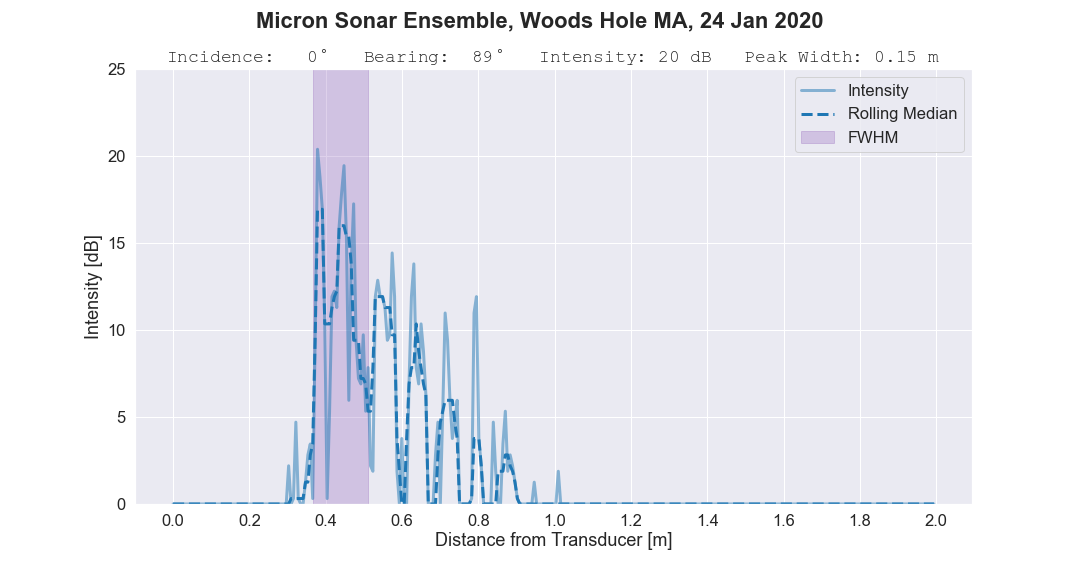 Micron Sonar Ensemble, Woods Hole MA, 24 Jan 2020
Incidence: 0° Bearing: 89° Intensity: 20 dB Peak Width: 0.15 m
Intensity
Rolling Median
FWHM
25
20
15
10
5
0
Intensity [dB]
0.0 0.2 0.4 0.6 0.8 1.0 1.2 1.4 1.6 1.8 2.0
Distance from Transducer [m]